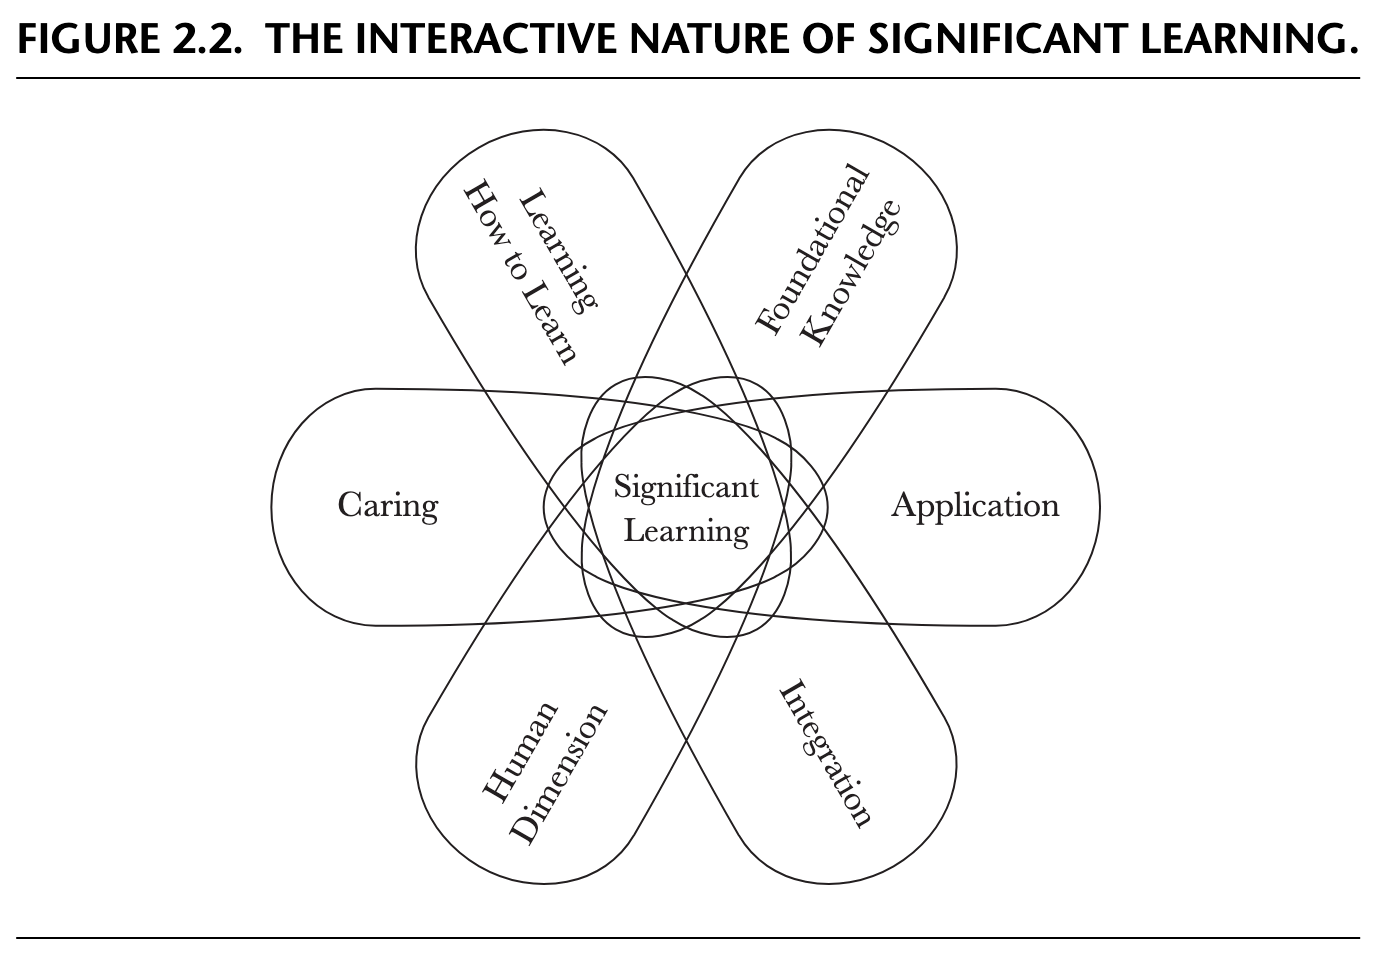 FIGURE 2.2. THE INTERACTIVE NATURE OF SIGNIFICANT LEARNING.
Learning
How to Learn
Foundational
Knowledge
Caring
Significant
Learning
Application
Human
Dimension
Integration